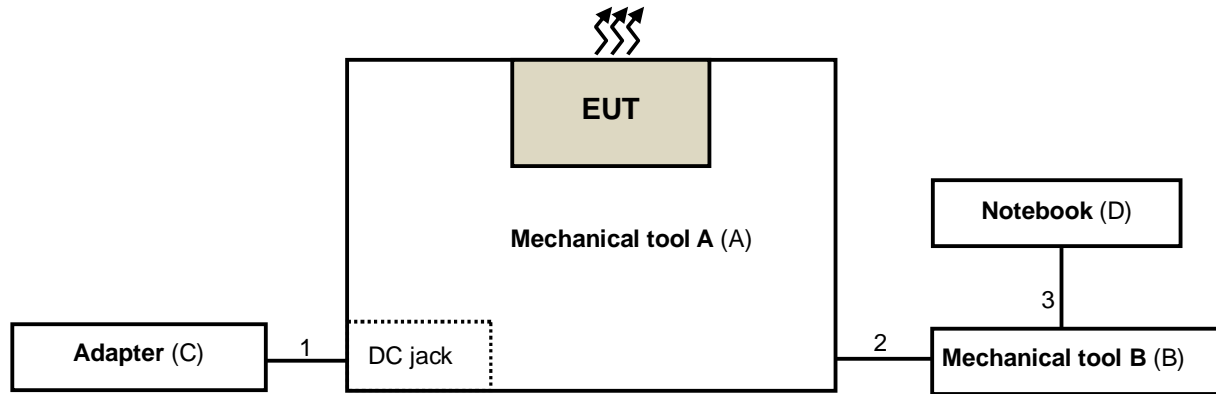 EUT
Notebook (D)
Mechanical tool A (A)
3
Adapter (C)
1
DC jack
2
Mechanical tool B (B)